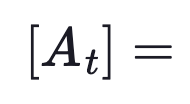 [A_t] =